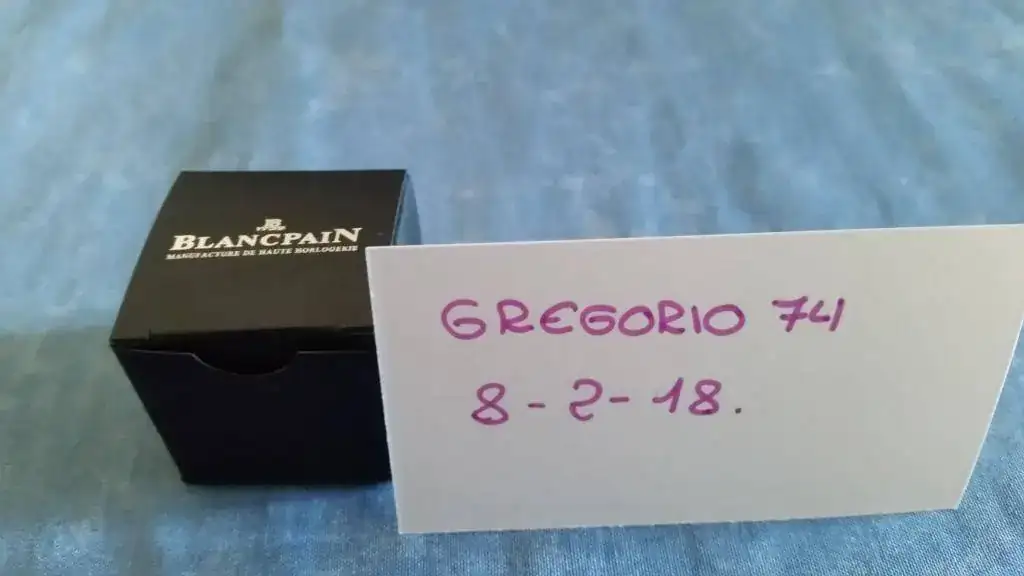 BLANCPAIN
MANUFACTURE DE HAUTE HORLOGERIE
GREGORIO 74
8-2-18.